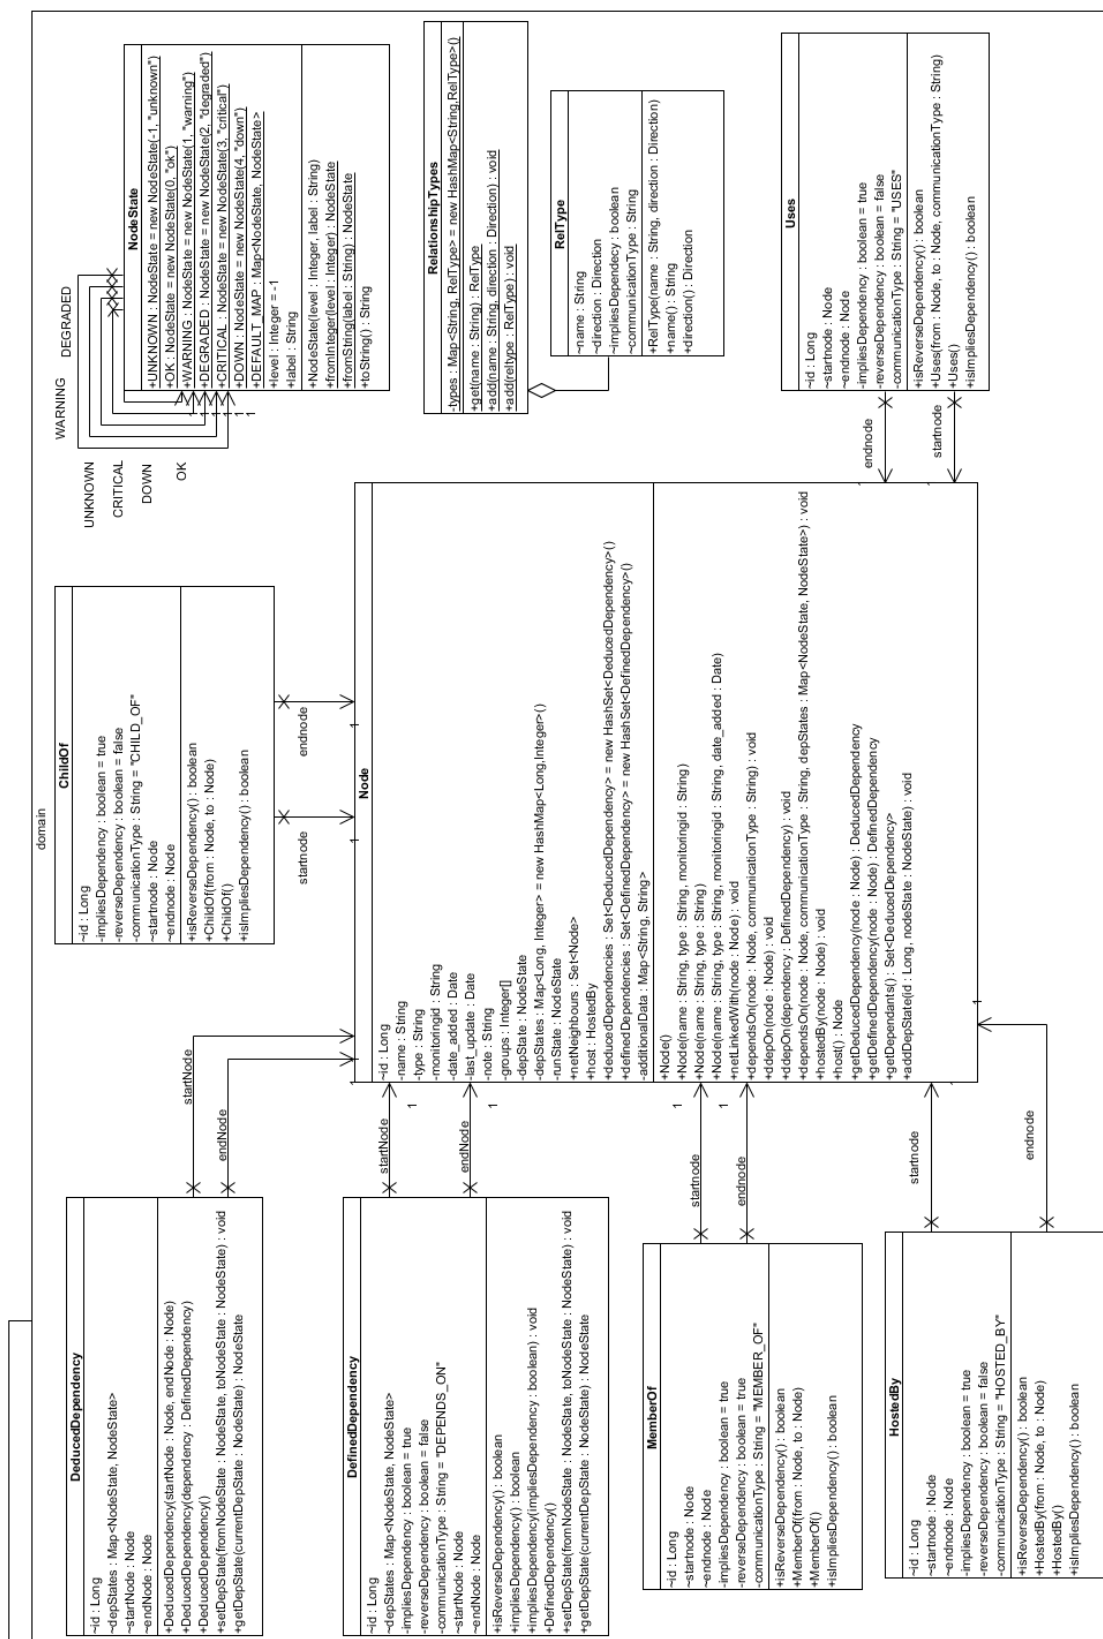 domain
DeducedDependency
~id : Long
~depStates : Map<NodeState, NodeState>
~startNode : Node
~endNode : Node
+DeducedDependency(startNode : Node, endNode : Node)
+DeducedDependency(dependency : DefinedDependency)
+DeducedDependency()
+setDepState(fromNodeState : NodeState, toNodeState : NodeState) : void
+getDepState(currentDepState : NodeState) : NodeState
startNode
endNode
ChildOf
~id : Long
-impliesDependency : boolean = true
-reverseDependency : boolean = false
-communicationType : String = "CHILD_OF"
~startnode : Node
~endnode : Node
+isReverseDependency() : boolean
+ChildOf(from : Node, to : Node)
+ChildOf()
+isImpliesDependency() : boolean
startnode
1
endnode
1
UNKNOWN
WARNING
DEGRADED
CRITICAL
DOWN
OK
1
1
1
1
1
NodeState
+UNKNOWN : NodeState = new NodeState(-1, "unknown")
+OK : NodeState = new NodeState(0, "ok")
+WARNING : NodeState = new NodeState(1, "warning")
+DEGRADED : NodeState = new NodeState(2, "degraded")
+CRITICAL : NodeState = new NodeState(3, "critical")
+DOWN : NodeState = new NodeState(4, "down")
+DEFAULT_MAP : Map<NodeState, NodeState>
+level : Integer = -1
+label : String
+NodeState(level : Integer, label : String)
+fromInteger(level : Integer) : NodeState
+fromString(label : String) : NodeState
+toString() : String
DefinedDependency
~id : Long
~depStates : Map<NodeState, NodeState>
-impliesDependency : boolean = true
-reverseDependency : boolean = false
-communicationType : String = "DEPENDS_ON"
~startNode : Node
~endNode : Node
+isReverseDependency() : boolean
+impliesDependency() : boolean
+impliesDependency(impliesDependency : boolean) : void
+DefinedDependency()
+setDepState(fromNodeState : NodeState, toNodeState : NodeState) : void
+getDepState(currentDepState : NodeState) : NodeState
startNode
1
endNode
1
Node
~id : Long
-name : String
-type : String
-monitoringid : String
-date_added : Date
-last_update : Date
-note : String
-groups : Integer[]
-depState : NodeState
-depStates : Map<Long, Integer> = new HashMap<Long,Integer>()
-runState : NodeState
+netNeighbours : Set<Node>
+host : HostedBy
+deducedDependencies : Set<DeducedDependency> = new HashSet<DeducedDependency>()
+definedDependencies : Set<DefinedDependency> = new HashSet<DefinedDependency>()
-additionalData : Map<String, String>
+Node()
+Node(name : String, type : String, monitoringid : String)
+Node(name : String, type : String)
+Node(name : String, type : String, monitoringid : String, date_added : Date)
+netLinkedWith(node : Node) : void
+dependsOn(node : Node, communicationType : String) : void
+ddepOn(node : Node) : void
+ddepOn(dependency : DefinedDependency) : void
+dependsOn(node : Node, communicationType : String, depStates : Map<NodeState, NodeState>) : void
+hostedBy(node : Node) : void
+host() : Node
+getDeducedDependency(node : Node) : DeducedDependency
+getDefinedDependency(node : Node) : DefinedDependency
+getDependants() : Set<DeducedDependency>
+addDepState(id : Long, nodeState : NodeState) : void
RelationshipTypes
-types : Map<String, RelType> = new HashMap<String,RelType>()
+get(name : String) : RelType
+add(name : String, direction : Direction) : void
+add(reltype : RelType) : void
RelType
~name : String
~direction : Direction
~impliesDependecy : boolean
~communicationType : String
+RelType(name : String, direction : Direction)
+name() : String
+direction() : Direction
MemberOf
~id : Long
~startnode : Node
~endnode : Node
-impliesDependency : boolean = true
-reverseDependency : boolean = true
-communicationType : String = "MEMBER_OF"
+isReverseDependency() : boolean
+MemberOf(from : Node, to : Node)
+MemberOf()
+isImpliesDependency() : boolean
startnode
1
endnode
1
Uses
~id : Long
~startnode : Node
~endnode : Node
-impliesDependency : boolean = true
-reverseDependency : boolean = false
-communicationType : String = "USES"
+isReverseDependency() : boolean
+Uses(from : Node, to : Node, communicationType : String)
+Uses()
+isImpliesDependency() : boolean
endnode
startnode
HostedBy
~id : Long
~startnode : Node
~endnode : Node
-impliesDependency : boolean = true
-reverseDependency : boolean = false
-communicationType : String = "HOSTED_BY"
+isReverseDependency() : boolean
+HostedBy(from : Node, to : Node)
+HostedBy()
+isImpliesDependency() : boolean
startnode
endnode
1